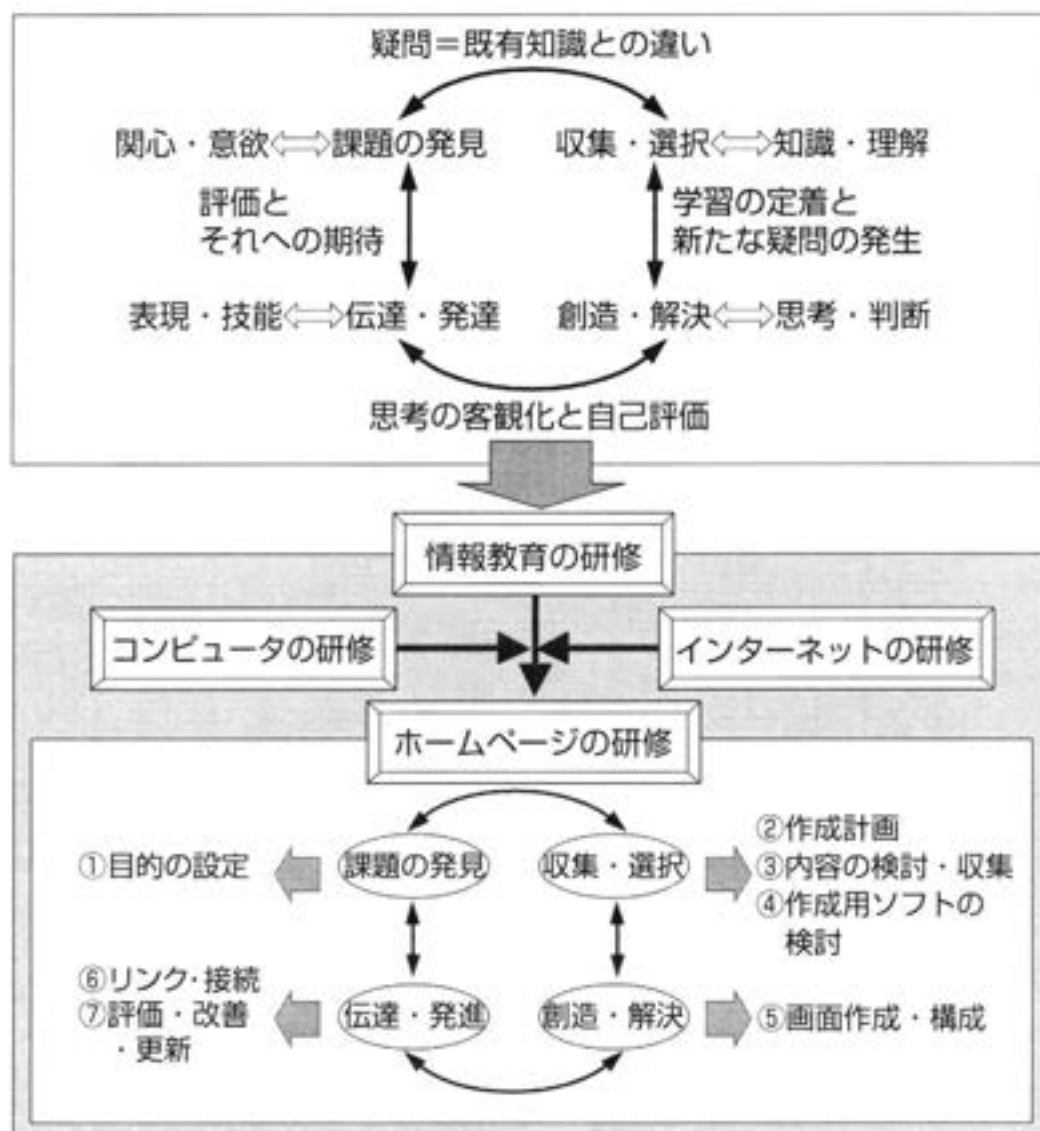 疑問＝既有知識との違い
関心・意欲⇔課題の発見
収集・選択⇔知識・理解
評価と
それへの期待
学習の定着と
新たな疑問の発生
表現・技能⇔伝達・発達
創造・解決⇔思考・判断
思考の客観化と自己評価
情報教育の研修
コンピュータの研修
インターネットの研修
ホームページの研修
①目的の設定
課題の発見
収集・選択
②作成計画
③内容の検討・収集
④作成用ソフトの
検討
⑥リンク・接続
⑦評価・改善
・更新
伝達・発進
創造・解決
⑤画面作成・構成